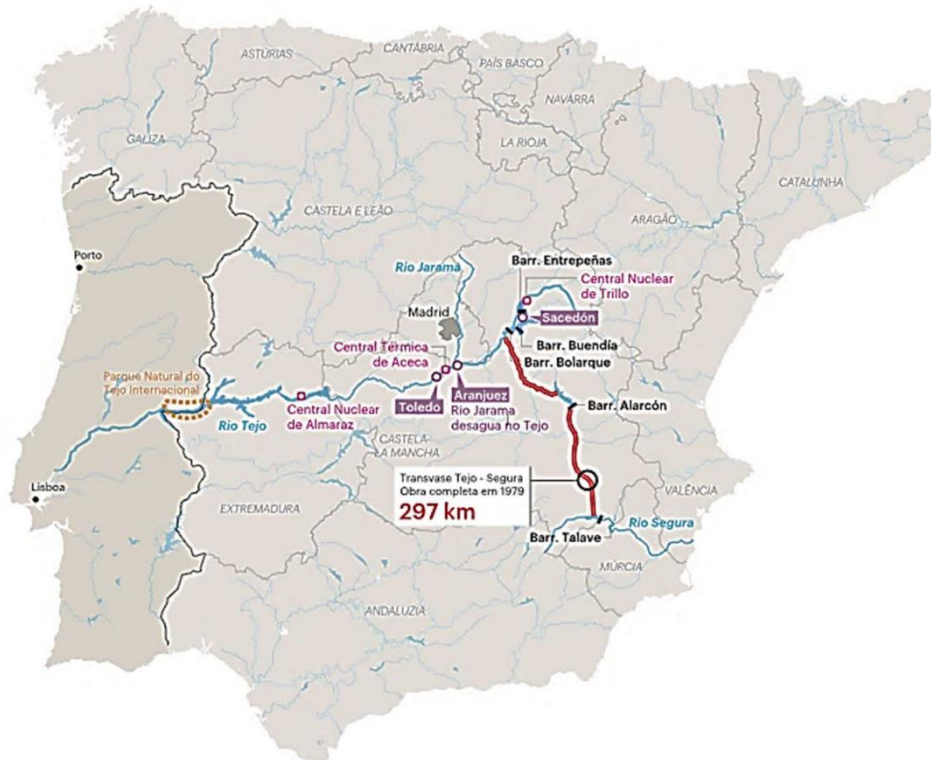 ASTÚRIAS
CANTÁBRIA
PAÍS BASCO
NAVARRA
GALIZA
LA RIOJA
CATALUNHA
CASTELA E LEÃO
ARAGÃO
Porto
Rio Jarama
Barr. Entrepeñas
Central Nuclear
de Trillo
Madrid
Sacedón
Central Térmica
de Aceca
Barr. Buendía
Barr. Bolarque
Parque Natural do
Tejo Internacional
Aranjuez
Rio Jarama
desagua no Tejo
Toledo
Central Nuclear
de Almaraz
Rio Tejo
Barr. Alarcón
CASTELA-
LA MANCHA
Transvase Tejo - Segura
Obra completa em 1979
297 km
Lisboa
EXTREMADURA
VALÊNCIA
Rio Segura
Barr. Talave
MÚRCIA
ANDALUZIA